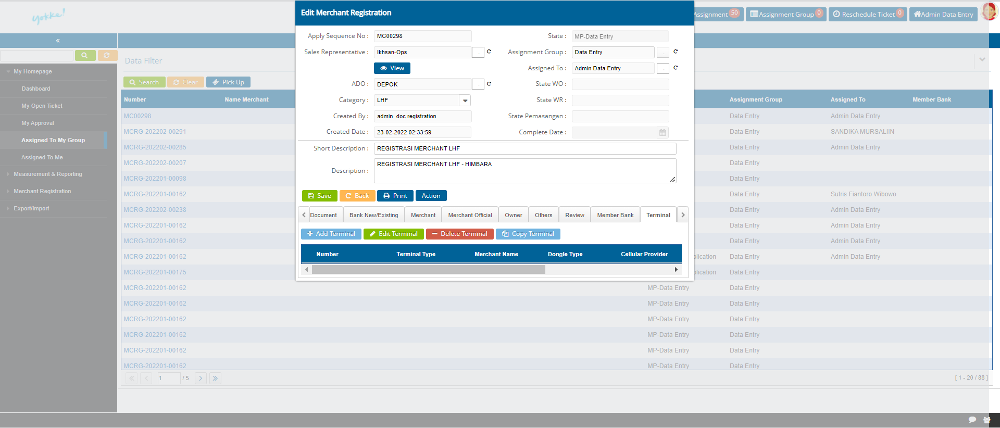 yokke!
Edit Merchant Registration
Assignment 50
Assignment Group 0
Reschedule Ticket 0
Admin Data Entry
Apply Sequence No : MC00298
State : MP-Data Entry
Sales Representative : Ikhsan-Ops
Assignment Group : Data Entry
View
Assigned To : Admin Data Entry
ADO : DEPOK
State WO :
Category : LHF
State WR :
Created By : admin doc registration
State Pemasangan :
Created Date : 23-02-2022 02:33:59
Complete Date :
Short Description : REGISTRASI MERCHANT LHF
Description : REGISTRASI MERCHANT LHF - HIMBARA
Save Back Print Action
Document Bank New/Existing Merchant Merchant Official Owner Others Review Member Bank Terminal
Add Terminal Edit Terminal Delete Terminal Copy Terminal
Number Terminal Type Merchant Name Dongle Type Cellular Provider
My Homepage
Dashboard
My Open Ticket
My Approval
Assigned To My Group
Assigned To Me
Measurement & Reporting
Merchant Registration
Export/Import
Data Filter
Search Clear Pick Up
Number Name Merchant Assignment Group Assigned To Member Bank
MC00298 Data Entry Admin Data Entry
MCRG-202202-00291 Data Entry SANDIKA MURSALIIN
MCRG-202202-00285 Data Entry Admin Data Entry
MCRG-202202-00207 Data Entry
MCRG-202201-00098 Data Entry
MCRG-202201-00162 Data Entry Sutris Fiantoro Wibowo
MCRG-202202-00238 Data Entry Admin Data Entry
MCRG-202201-00162 Data Entry Admin Data Entry
MCRG-202201-00162 Data Entry Admin Data Entry
MCRG-202201-00162 plication Data Entry Admin Data Entry
MCRG-202201-00175 plication Data Entry
MCRG-202201-00162 MP-Data Entry Data Entry
MCRG-202201-00162 MP-Data Entry Data Entry
MCRG-202201-00162 MP-Data Entry Data Entry
MCRG-202201-00162 MP-Data Entry Data Entry
MCRG-202201-00162 MP-Data Entry Data Entry
MCRG-202201-00162 MP-Data Entry Data Entry
1 / 5
[ 1 - 20 / 88 ]